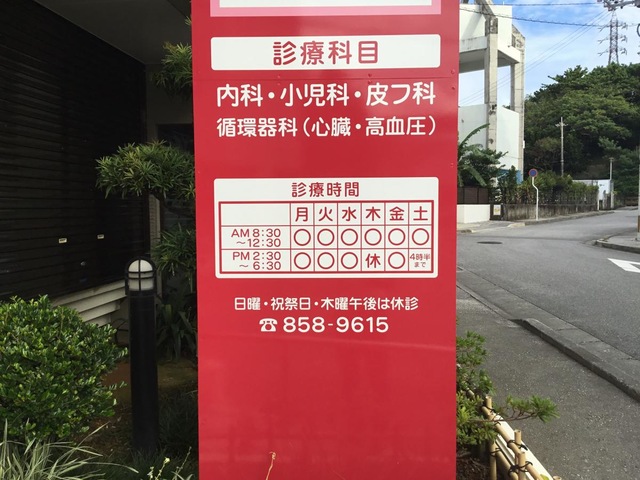 診療科目
内科・小児科・皮フ科
循環器科(心臓・高血圧)
診療時間
月 火 水 木 金 土
AM 8:30 ~12:30 ○ ○ ○ ○ ○ ○
PM 2:30 ~ 6:30 ○ ○ ○ 休 ○ 4時半まで
日曜・祝祭日・木曜午後は休診
☎858-9615